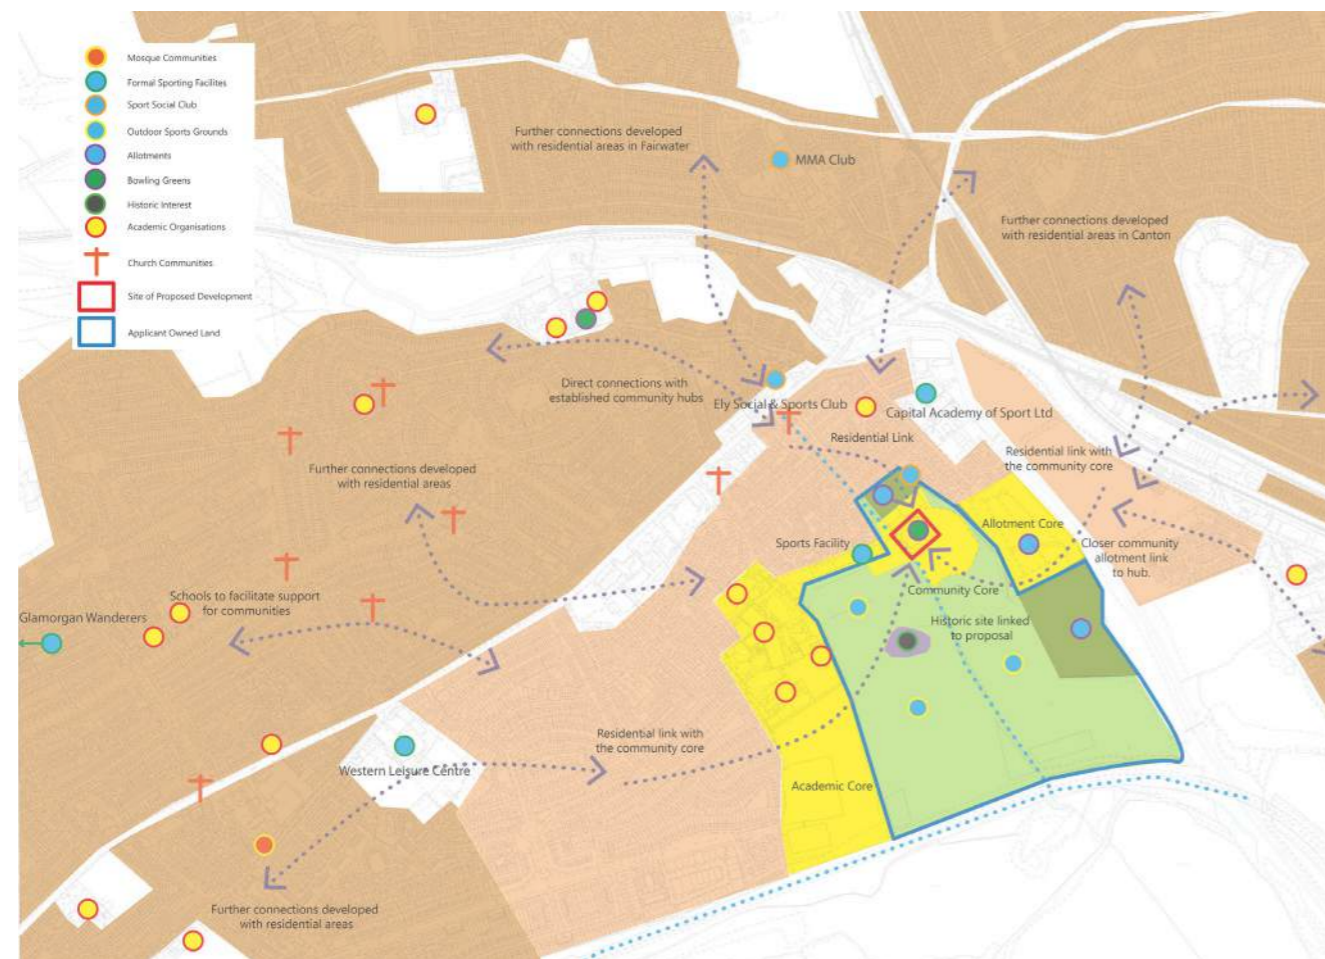 Mosque Communities
Formal Sporting Facilites
Sport Social Club
Outdoor Sports Grounds
Allotments
Bowling Greens
Historic Interest
Academic Organisations
Church Communities
Site of Proposed Development
Applicant Owned Land
Further connections developed
with residential areas in Fairwater
MMA Club
Further connections developed
with residential areas in Canton
Direct connections with
established community hubs
Ely Social & Sports Club
Capital Academy of Sport Ltd
Residential Link
Residential link with
the community core
Further connections developed
with residential areas
Allotment Core
Sports Facility
Closer community
allotment link
to hub.
Community Core
Schools to facilitate support
for communities
Glamorgan Wanderers
Historic site linked
to proposal
Residential link with
the community core
Western Leisure Centre
Academic Core
Further connections developed
with residential areas